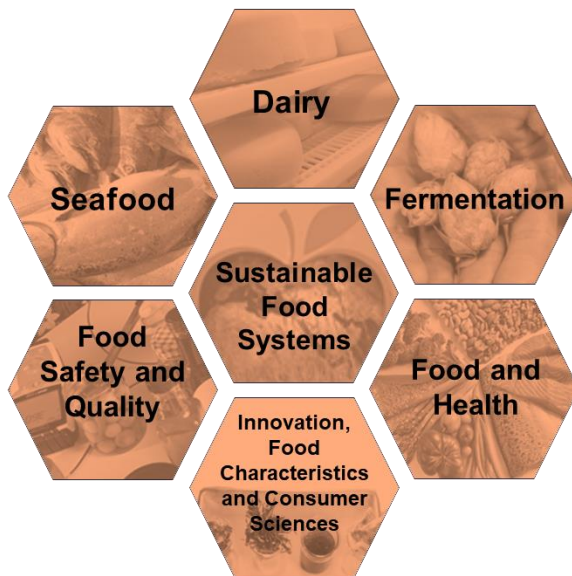 Dairy
Seafood
Fermentation
Sustainable
Food
Systems
Food
Safety and
Quality
Food and
Health
Innovation,
Food
Characteristics
and Consumer
Sciences